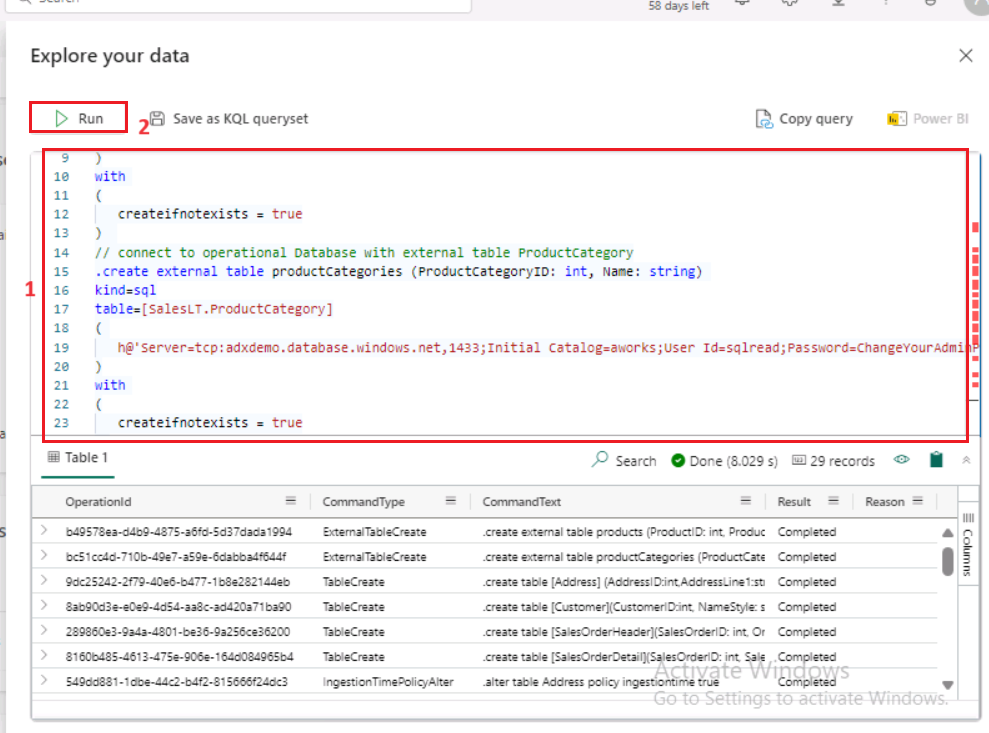 Search
58 days left
Explore your data
Run
2
Save as KQL queryset
Copy query
Power BI
9 )
10 with
11 (
12 createifnotexists = true
13 )
14 // connect to operational Database with external table ProductCategory
15 .create external table productCategories (ProductCategoryID: int, Name: string)
1
16 kind=sql
17 table=[SalesLT.ProductCategory]
18 (
19 h@'Server=tcp:adxdemo.database.windows.net,1433;Initial Catalog=aworks;User Id=sqlread;Password=ChangeYourAdminP
20 )
21 with
22 (
23 createifnotexists = true
Table 1
Search
Done (8.029 s)
29 records
OperationId CommandType CommandText Result Reason
b49578ea-d4b9-4875-a6fd-5d37dada1994 ExternalTableCreate .create external table products (ProductID: int, Produc Completed
bc51cc4d-710b-49e7-a59e-6dabba4f644f ExternalTableCreate .create external table productCategories (ProductCate Completed
9dc25242-2f79-40e6-b477-1b8e282144eb TableCreate .create table [Address] (AddressID:int,AddressLine1:sti Completed
8ab90d3e-e0e9-4d54-aa8c-ad420a71ba90 TableCreate .create table [Customer](CustomerID:int, NameStyle: s Completed
289860e3-9a4a-4801-be36-9a256ce36200 TableCreate .create table [SalesOrderHeader](SalesOrderID: int, Or Completed
8160b485-4613-475e-906e-164d084965b4 TableCreate .create table [SalesOrderDetail](SalesOrderID: int, Sale Completed
549dd881-1dbe-44c2-b4f2-815666f24dc3 IngestionTimePolicyAlter .alter table Address policy ingestiontime true Completed
Columns
Activate Windows
Go to Settings to activate Windows.